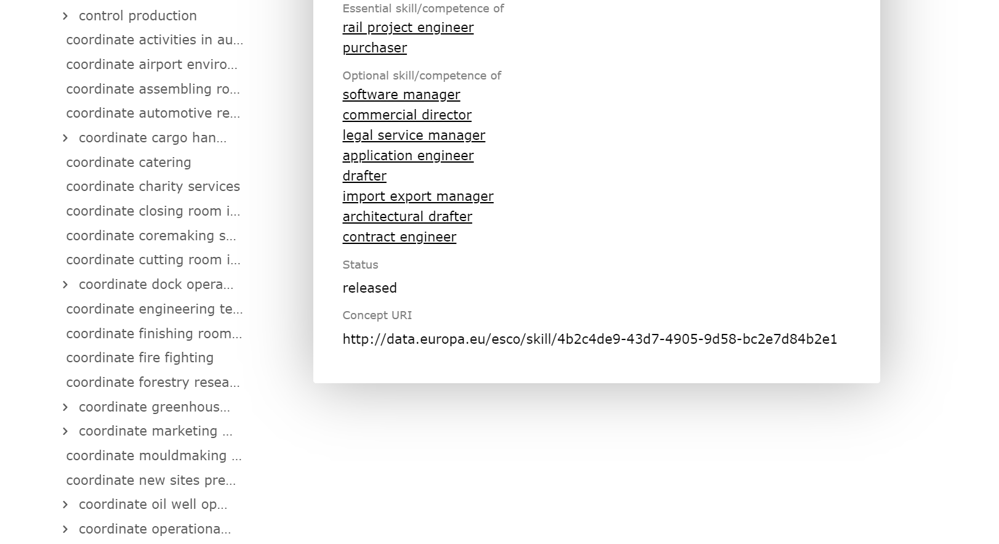 control production
coordinate activities in au...
coordinate airport enviro...
coordinate assembling ro...
coordinate automotive re...
coordinate cargo han...
coordinate catering
coordinate charity services
coordinate closing room i...
coordinate coremaking s...
coordinate cutting room i...
coordinate dock opera...
coordinate engineering te...
coordinate finishing room...
coordinate fire fighting
coordinate forestry resea...
coordinate greenhous...
coordinate marketing ...
coordinate mouldmaking ...
coordinate new sites pre...
coordinate oil well op...
coordinate operationa...
Essential skill/competence of
rail project engineer
purchaser
Optional skill/competence of
software manager
commercial director
legal service manager
application engineer
drafter
import export manager
architectural drafter
contract engineer
Status
released
Concept URI
http://data.europa.eu/esco/skill/4b2c4de9-43d7-4905-9d58-bc2e7d84b2e1